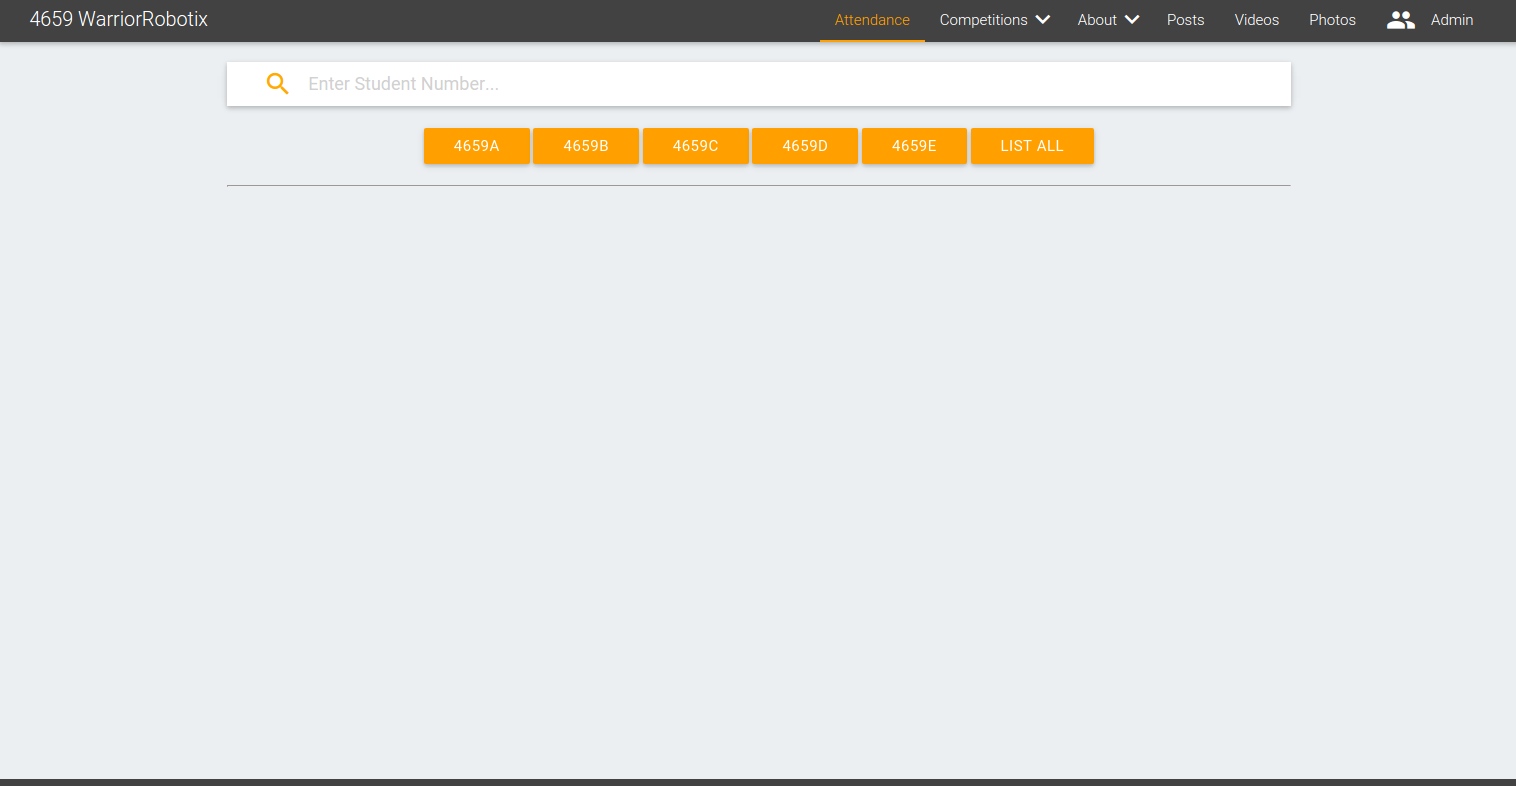 4659 WarriorRobotix Attendance Competitions About Posts Videos Photos Admin
Enter Student Number...
4659A 4659B 4659C 4659D 4659E LIST ALL